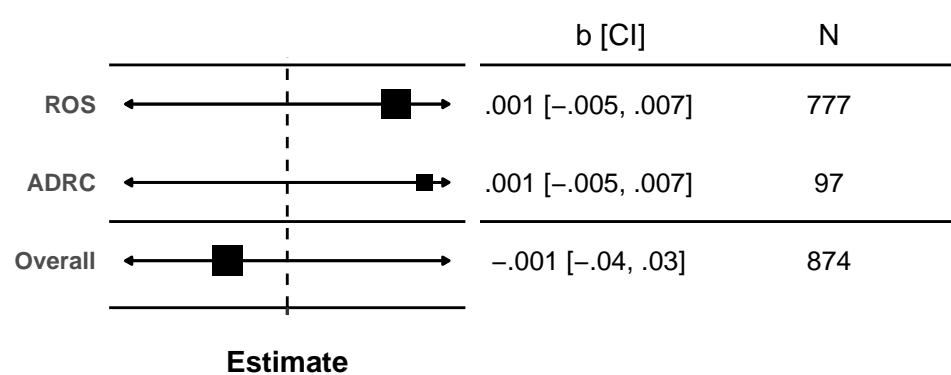 b [CI] N
ROS .001 [−.005, .007] 777
ADRC .001 [−.005, .007] 97
Overall −.001 [−.04, .03] 874
Estimate